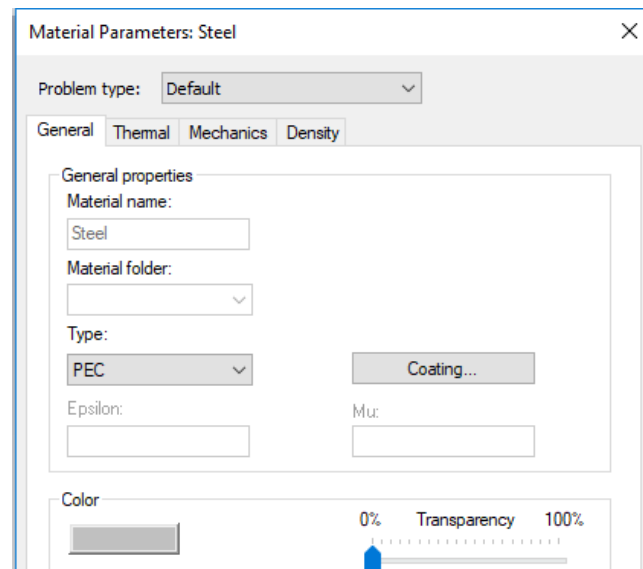 Material Parameters: Steel
Problem type: Default
General Thermal Mechanics Density
General properties
Material name:
Steel
Material folder:
Type:
PEC Coating...
Epsilon: Mu:
Color
0% Transparency 100%